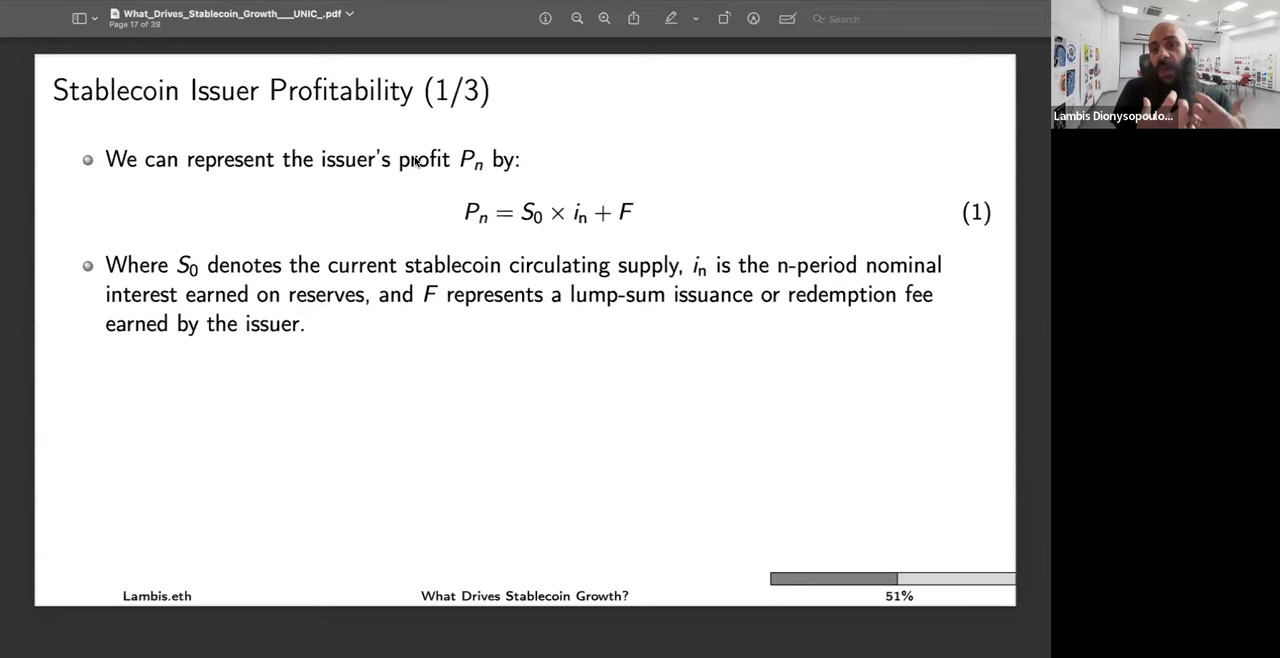 What_Drives_Stablecoin_Growth___UNIC_.pdf
Page 17 of 39
Search
Stablecoin Issuer Profitability (1/3)
We can represent the issuer's profit Pn by:
Pn = S0 × in + F (1)
Where S0 denotes the current stablecoin circulating supply, in is the n-period nominal
interest earned on reserves, and F represents a lump-sum issuance or redemption fee
earned by the issuer.
Lambis.eth
What Drives Stablecoin Growth?
51%
Lambis Dionysopoulo...